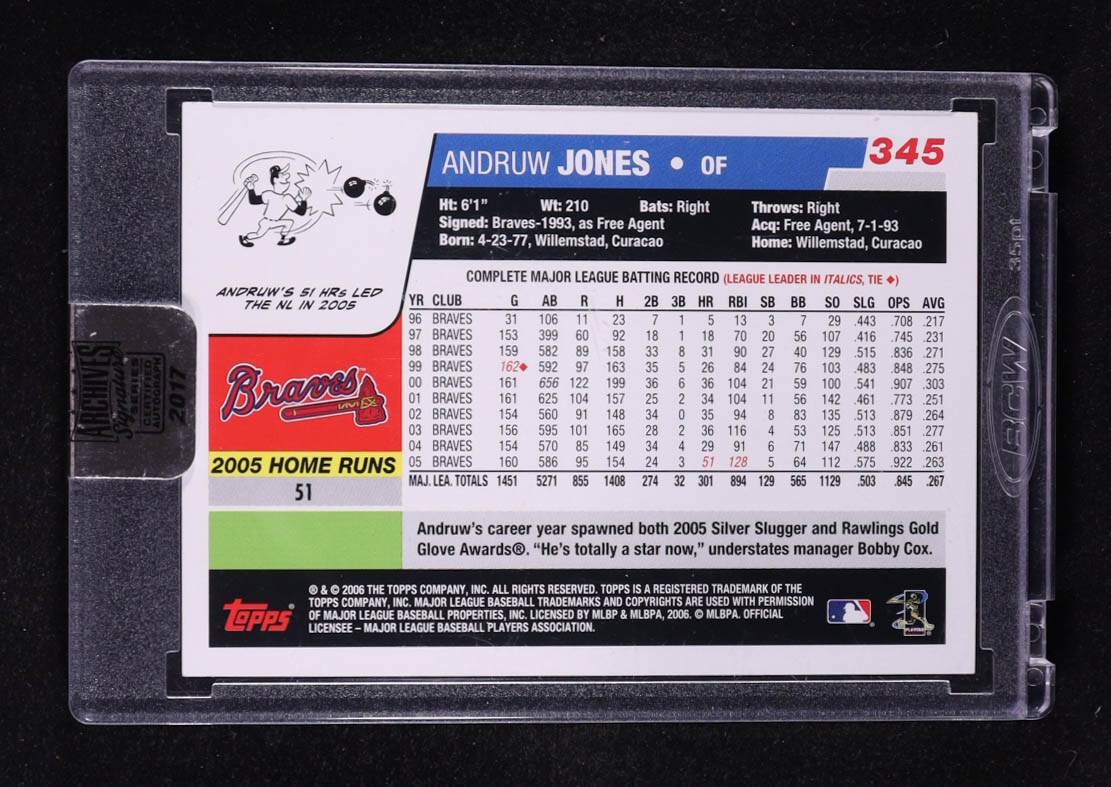 345
ANDRUW JONES • OF
Ht: 6'1" Wt: 210 Bats: Right Throws: Right
Signed: Braves-1993, as Free Agent Acq: Free Agent, 7-1-93
Born: 4-23-77, Willemstad, Curacao Home: Willemstad, Curacao
ANDRUW'S 51 HRs LED
THE NL IN 2005
COMPLETE MAJOR LEAGUE BATTING RECORD (LEAGUE LEADER IN ITALICS, TIE ◆)
YR CLUB G AB R H 2B 3B HR RBI SB BB SO SLG OPS AVG
96 BRAVES 31 106 11 23 7 1 5 13 3 7 29 .443 .708 .217
97 BRAVES 153 399 60 92 18 1 18 70 20 56 107 .416 .745 .231
98 BRAVES 159 582 89 158 33 8 31 90 27 40 129 .515 .836 .271
99 BRAVES 162◆ 592 97 163 35 5 26 84 24 76 103 .483 .848 .275
00 BRAVES 161 656 122 199 36 6 36 104 21 59 100 .541 .907 .303
01 BRAVES 161 625 104 157 25 2 34 104 11 56 142 .461 .773 .251
02 BRAVES 154 560 91 148 34 0 35 94 8 83 135 .513 .879 .264
03 BRAVES 156 595 101 165 28 2 36 116 4 53 125 .513 .851 .277
04 BRAVES 154 570 85 149 34 4 29 91 6 71 147 .488 .833 .261
05 BRAVES 160 586 95 154 24 3 51 128 5 64 112 .575 .922 .263
MAJ. LEA. TOTALS 1451 5271 855 1408 274 32 301 894 129 565 1129 .503 .845 .267
Braves
2005 HOME RUNS
51
Andruw's career year spawned both 2005 Silver Slugger and Rawlings Gold
Glove Awards®. "He's totally a star now," understates manager Bobby Cox.
Topps®
® & © 2006 THE TOPPS COMPANY, INC. ALL RIGHTS RESERVED. TOPPS IS A REGISTERED TRADEMARK OF THE
TOPPS COMPANY, INC. MAJOR LEAGUE BASEBALL TRADEMARKS AND COPYRIGHTS ARE USED WITH PERMISSION
OF MAJOR LEAGUE BASEBALL PROPERTIES, INC. LICENSED BY MLBP & MLBPA, 2006. © MLBPA. OFFICIAL
LICENSEE – MAJOR LEAGUE BASEBALL PLAYERS ASSOCIATION.
PLAYERS
ARCHIVES
Signature
SERIES
CERTIFIED
AUTOGRAPH
2017
35pt
BCW